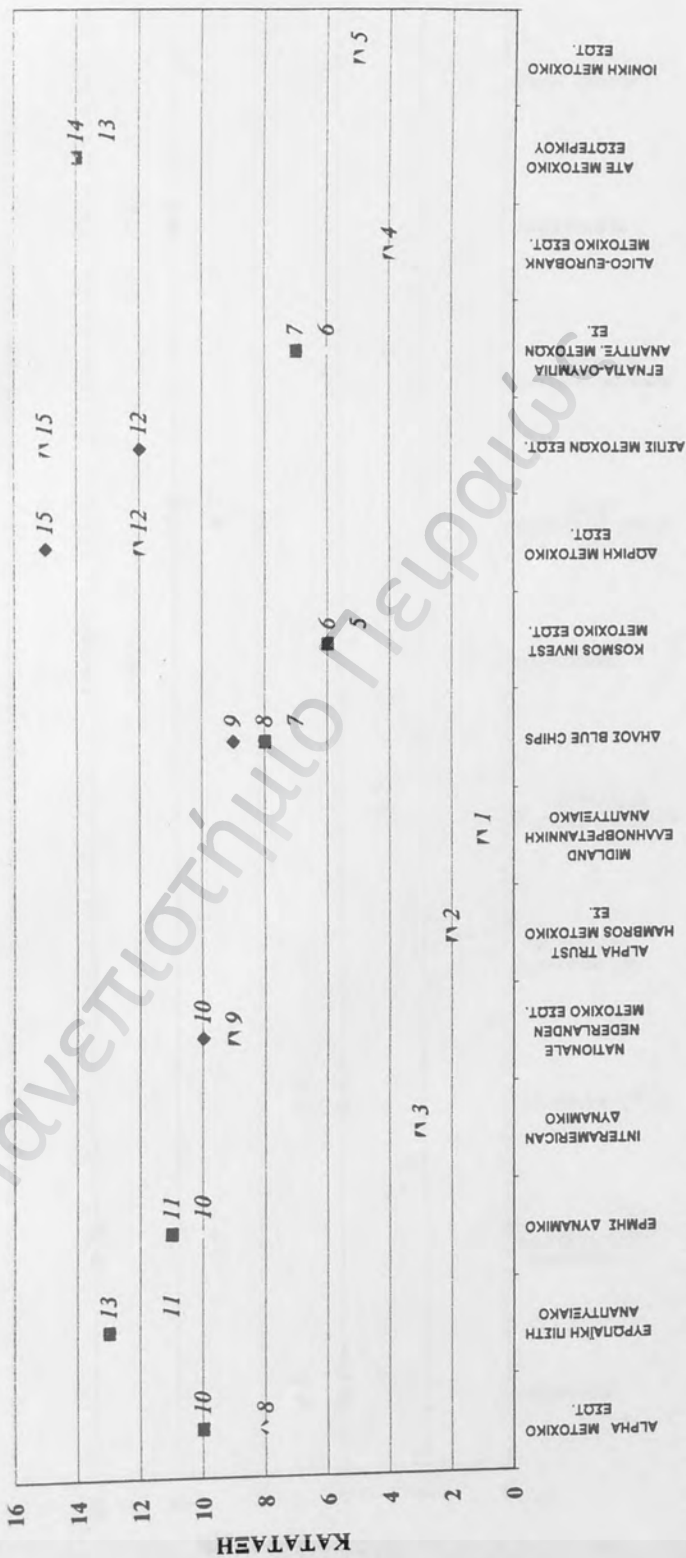 16
14
12
10
8
6
4
2
0
ΚΑΤΑΤΑΞΗ
10
8
13
11
11
10
3
10
9
2
1
9
8
7
6
5
15
12
15
12
7
6
4
14
13
5
ALPHA ΜΕΤΟΧΙΚΟ
ΕΣΩΤ.
ΕΥΡΩΠΑΪΚΗ ΠΙΣΤΗ
ΑΝΑΠΤΥΞΙΑΚΟ
ΕΡΜΗΣ ΔΥΝΑΜΙΚΟ
INTERAMERICAN
ΔΥΝΑΜΙΚΟ
NATIONALE
NEDERLANDEN
ΜΕΤΟΧΙΚΟ ΕΣΩΤ.
ALPHA TRUST
HAMBROS ΜΕΤΟΧΙΚΟ
ΕΣ.
MIDLAND
ΕΛΛΗΝΟΒΡΕΤΑΝΝΙΚΗ
ΑΝΑΠΤΥΞΙΑΚΟ
ΔΗΛΟΣ BLUE CHIPS
KOSMOS INVEST
ΜΕΤΟΧΙΚΟ ΕΣΩΤ.
ΔΩΡΙΚΗ ΜΕΤΟΧΙΚΟ
ΕΣΩΤ.
ΑΣΠΙΣ ΜΕΤΟΧΩΝ ΕΣΩΤ.
ΕΓΝΑΤΙΑ-ΟΛΥΜΠΙΑ
ΑΝΑΠΤΥΞ. ΜΕΤΟΧΩΝ
ΕΣ.
ALICO-EUROBANK
ΜΕΤΟΧΙΚΟ ΕΣΩΤ.
ΑΤΕ ΜΕΤΟΧΙΚΟ
ΕΣΩΤΕΡΙΚΟΥ
ΙΟΝΙΚΗ ΜΕΤΟΧΙΚΟ
ΕΣΩΤ.
Πανεπιστήμιο Πειραιώς